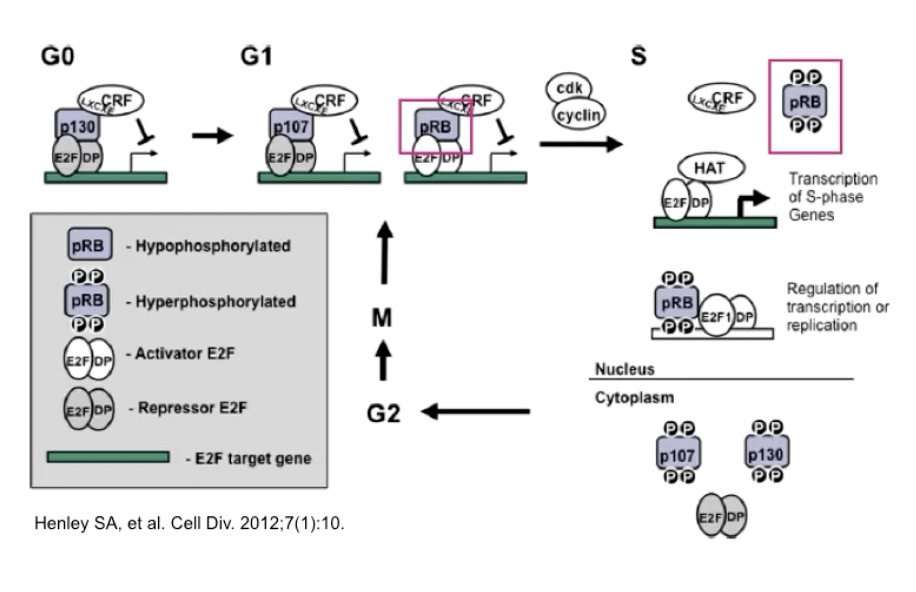 G0
G1
S
LXCXE CRF
p130
E2F DP
LXCXE CRF
p107
E2F DP
LXCXE CRF
pRB
E2F DP
cdk
cyclin
LXCXE CRF
P P
pRB
P P
HAT
E2F DP
Transcription
of S-phase
Genes
P P
pRB
P P
E2F1 DP
Regulation of
transcription or
replication
Nucleus
Cytoplasm
P P
p107
P P
P P
p130
P P
E2F DP
M
G2
pRB - Hypophosphorylated
P P
pRB - Hyperphosphorylated
P P
E2F DP - Activator E2F
E2F DP - Repressor E2F
- E2F target gene
Henley SA, et al. Cell Div. 2012;7(1):10.